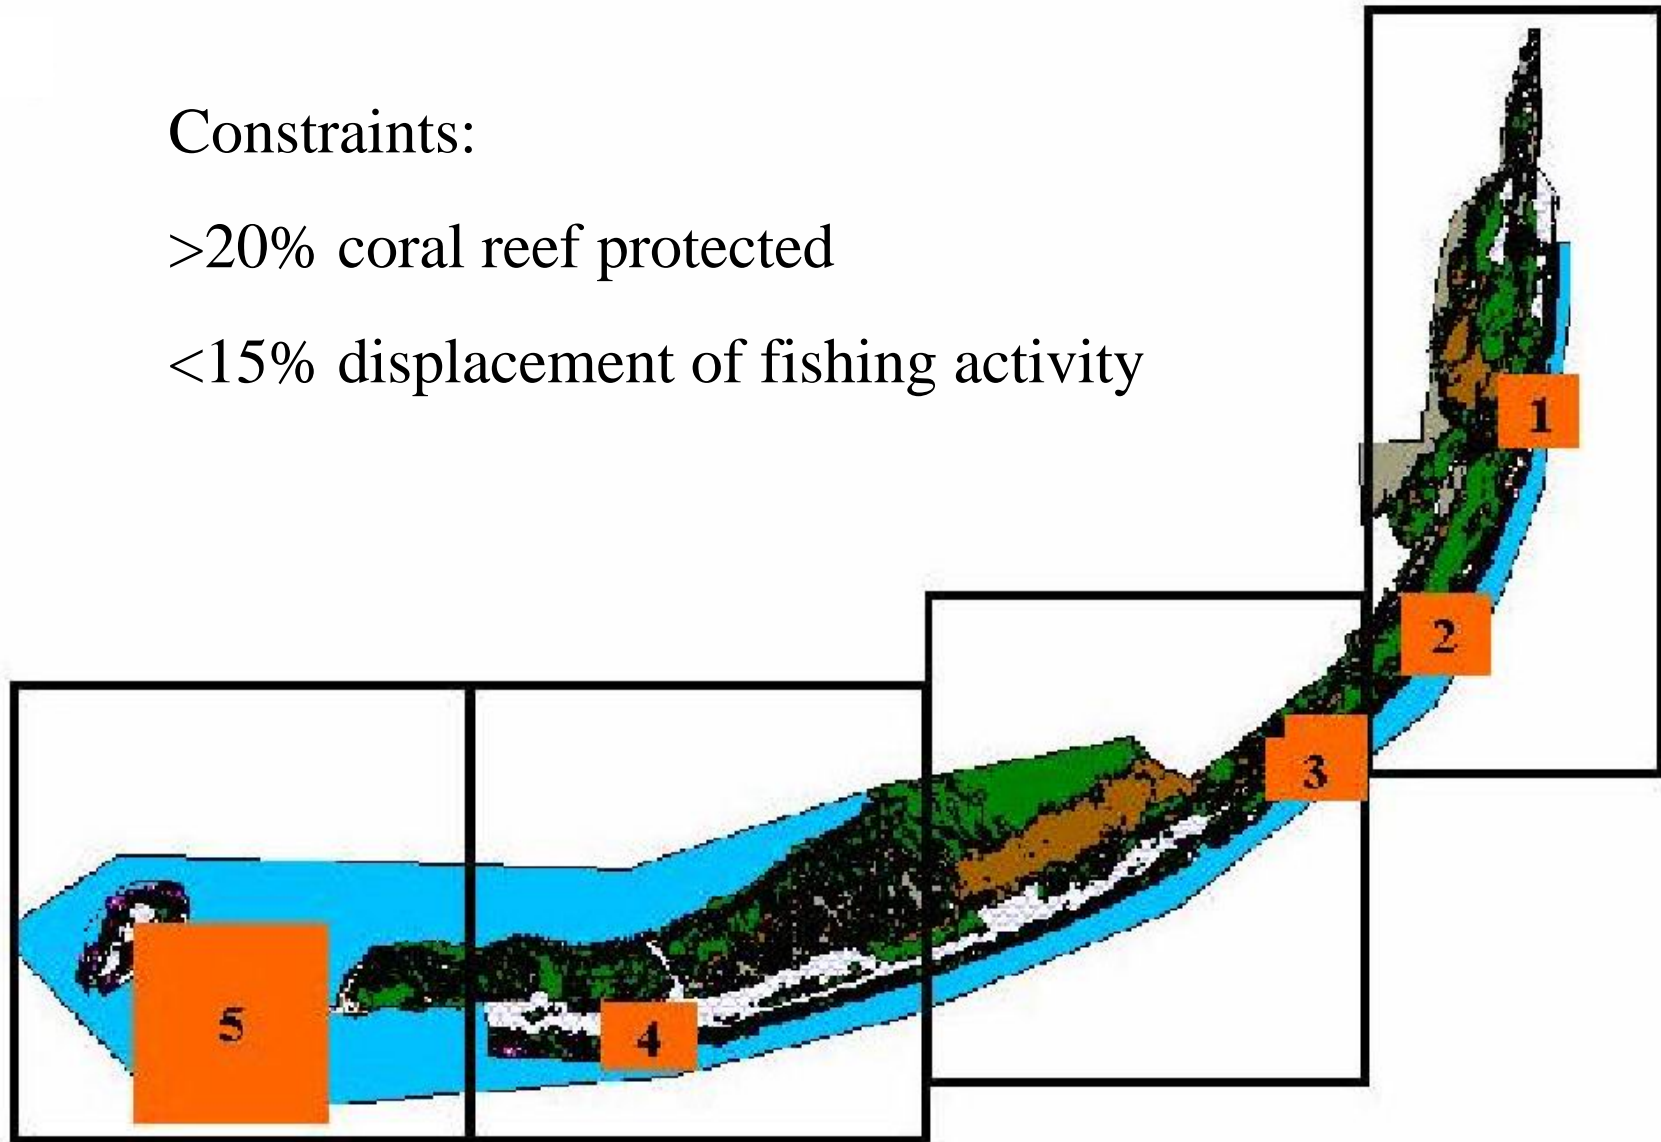 Constraints:
>20% coral reef protected
<15% displacement of fishing activity
1
2
3
4
5